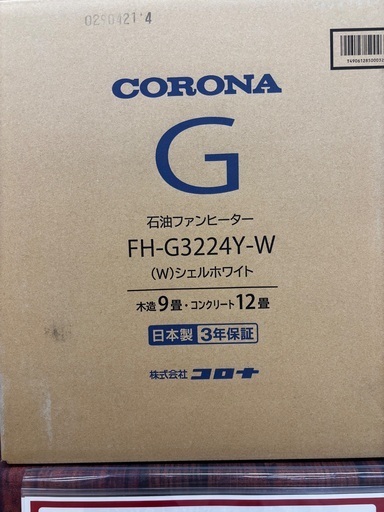 CORONA
G
石油ファンヒーター
FH-G3224Y-W
(W)シェルホワイト
木造9畳・コンクリート12畳
日本製 3年保証
株式会社 コロナ